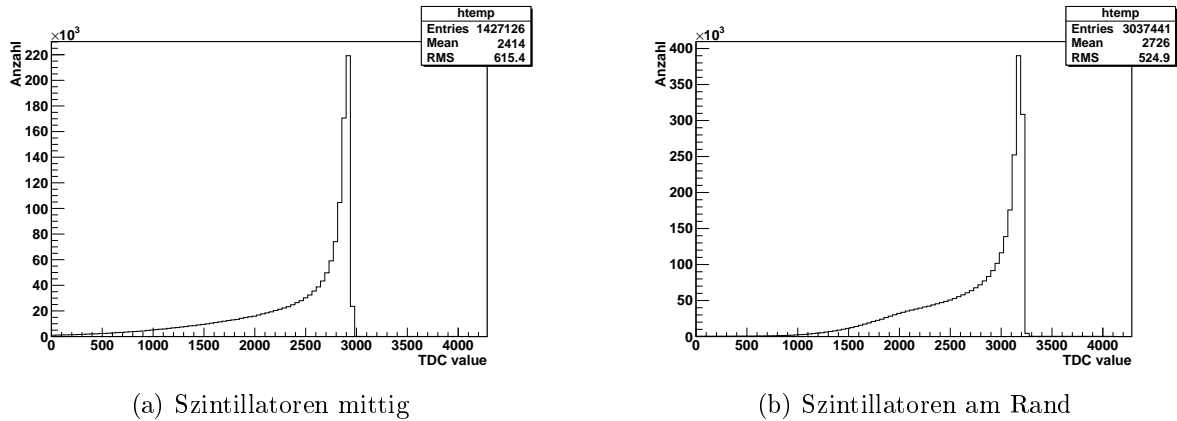 ×10³
Anzahl
220
200
180
160
140
120
100
80
60
40
20
0
0 500 1000 1500 2000 2500 3000 3500 4000
TDC value
htemp
Entries 1427126
Mean 2414
RMS 615.4
(a) Szintillatoren mittig
×10³
Anzahl
400
350
300
250
200
150
100
50
0
0 500 1000 1500 2000 2500 3000 3500 4000
TDC value
htemp
Entries 3037441
Mean 2726
RMS 524.9
(b) Szintillatoren am Rand